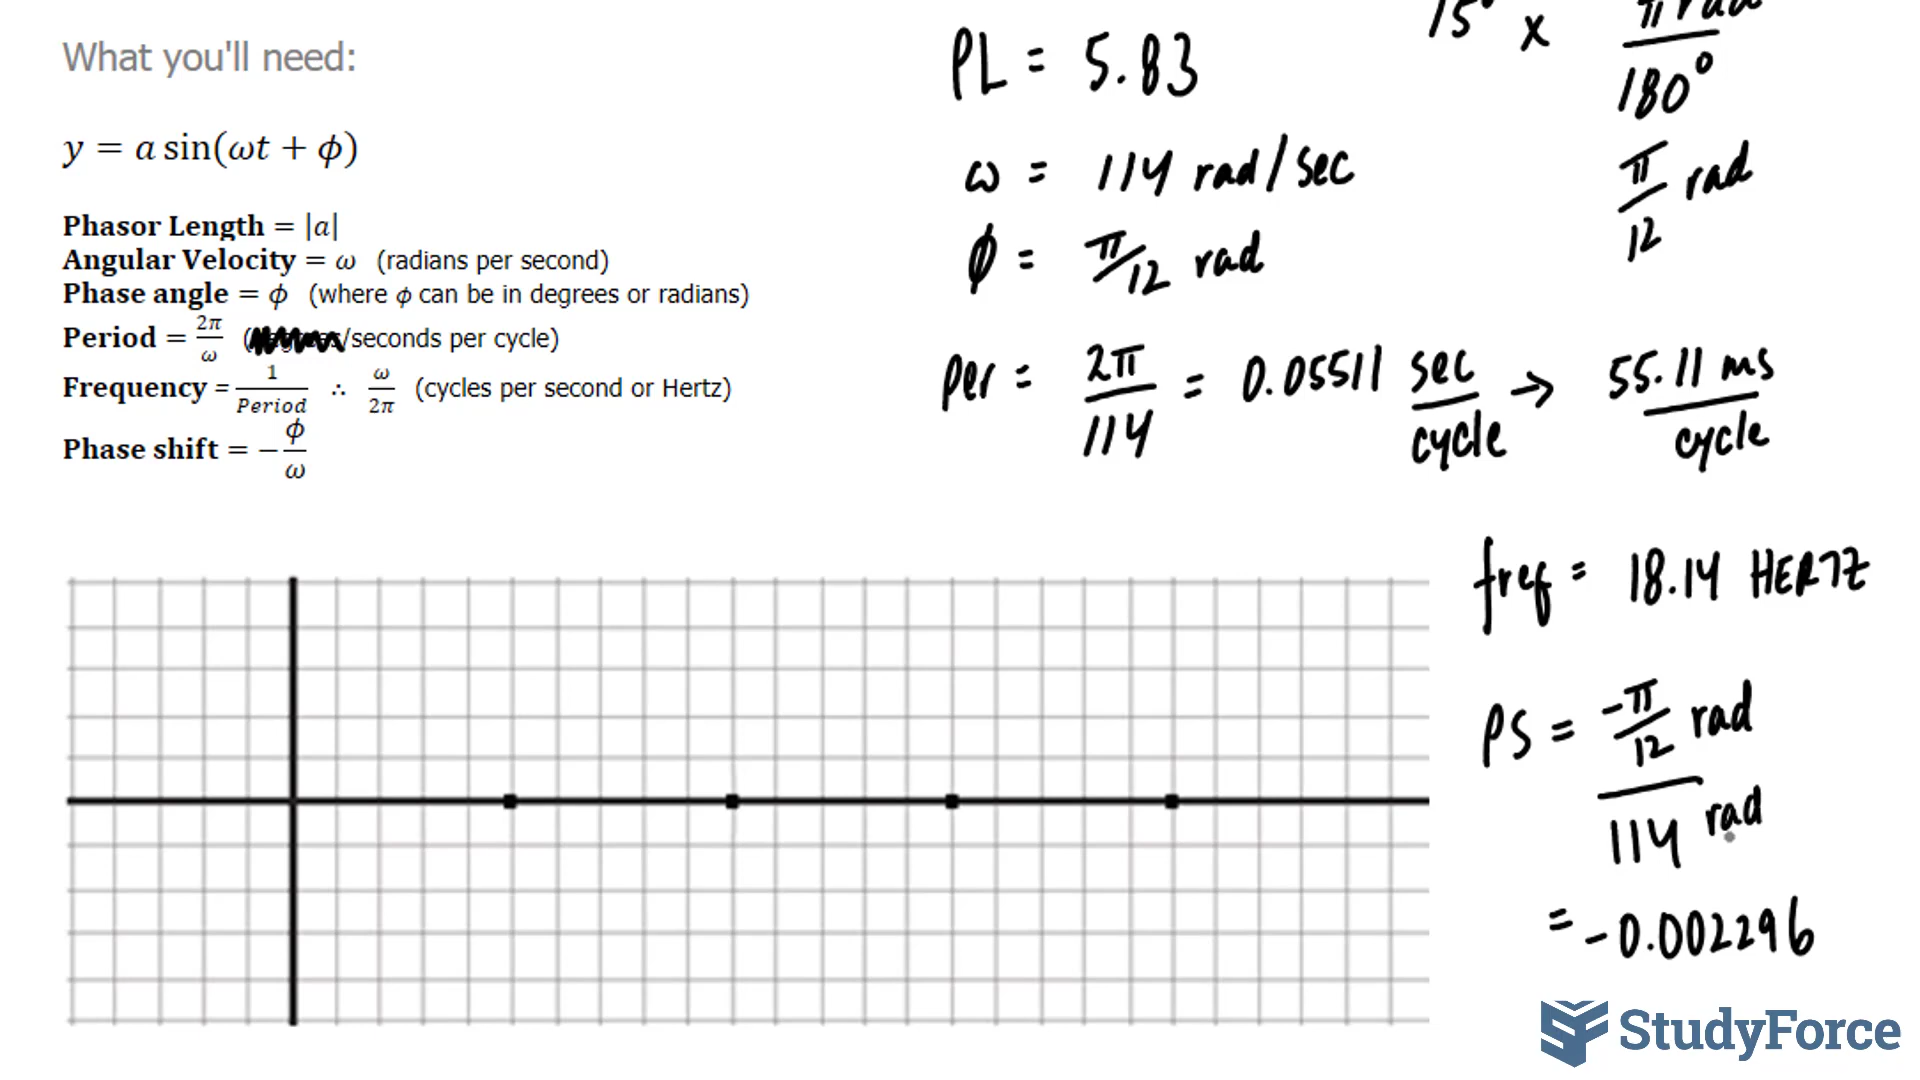 What you'll need:
y = a sin(ωt + ϕ)
Phasor Length = |a|
Angular Velocity = ω (radians per second)
Phase angle = ϕ (where ϕ can be in degrees or radians)
Period = 2π/ω (/seconds per cycle)
Frequency = 1/Period ∴ ω/2π (cycles per second or Hertz)
Phase shift = −ϕ/ω
PL = 5.83
ω = 114 rad/sec
ϕ = π/12 rad
Per = 2π/114 = 0.05511 sec/cycle → 55.11 ms/cycle
15° x π rad/180°
π/12 rad
freq = 18.14 HERTZ
PS = -π/12 rad / 114 rad
= -0.002296
StudyForce